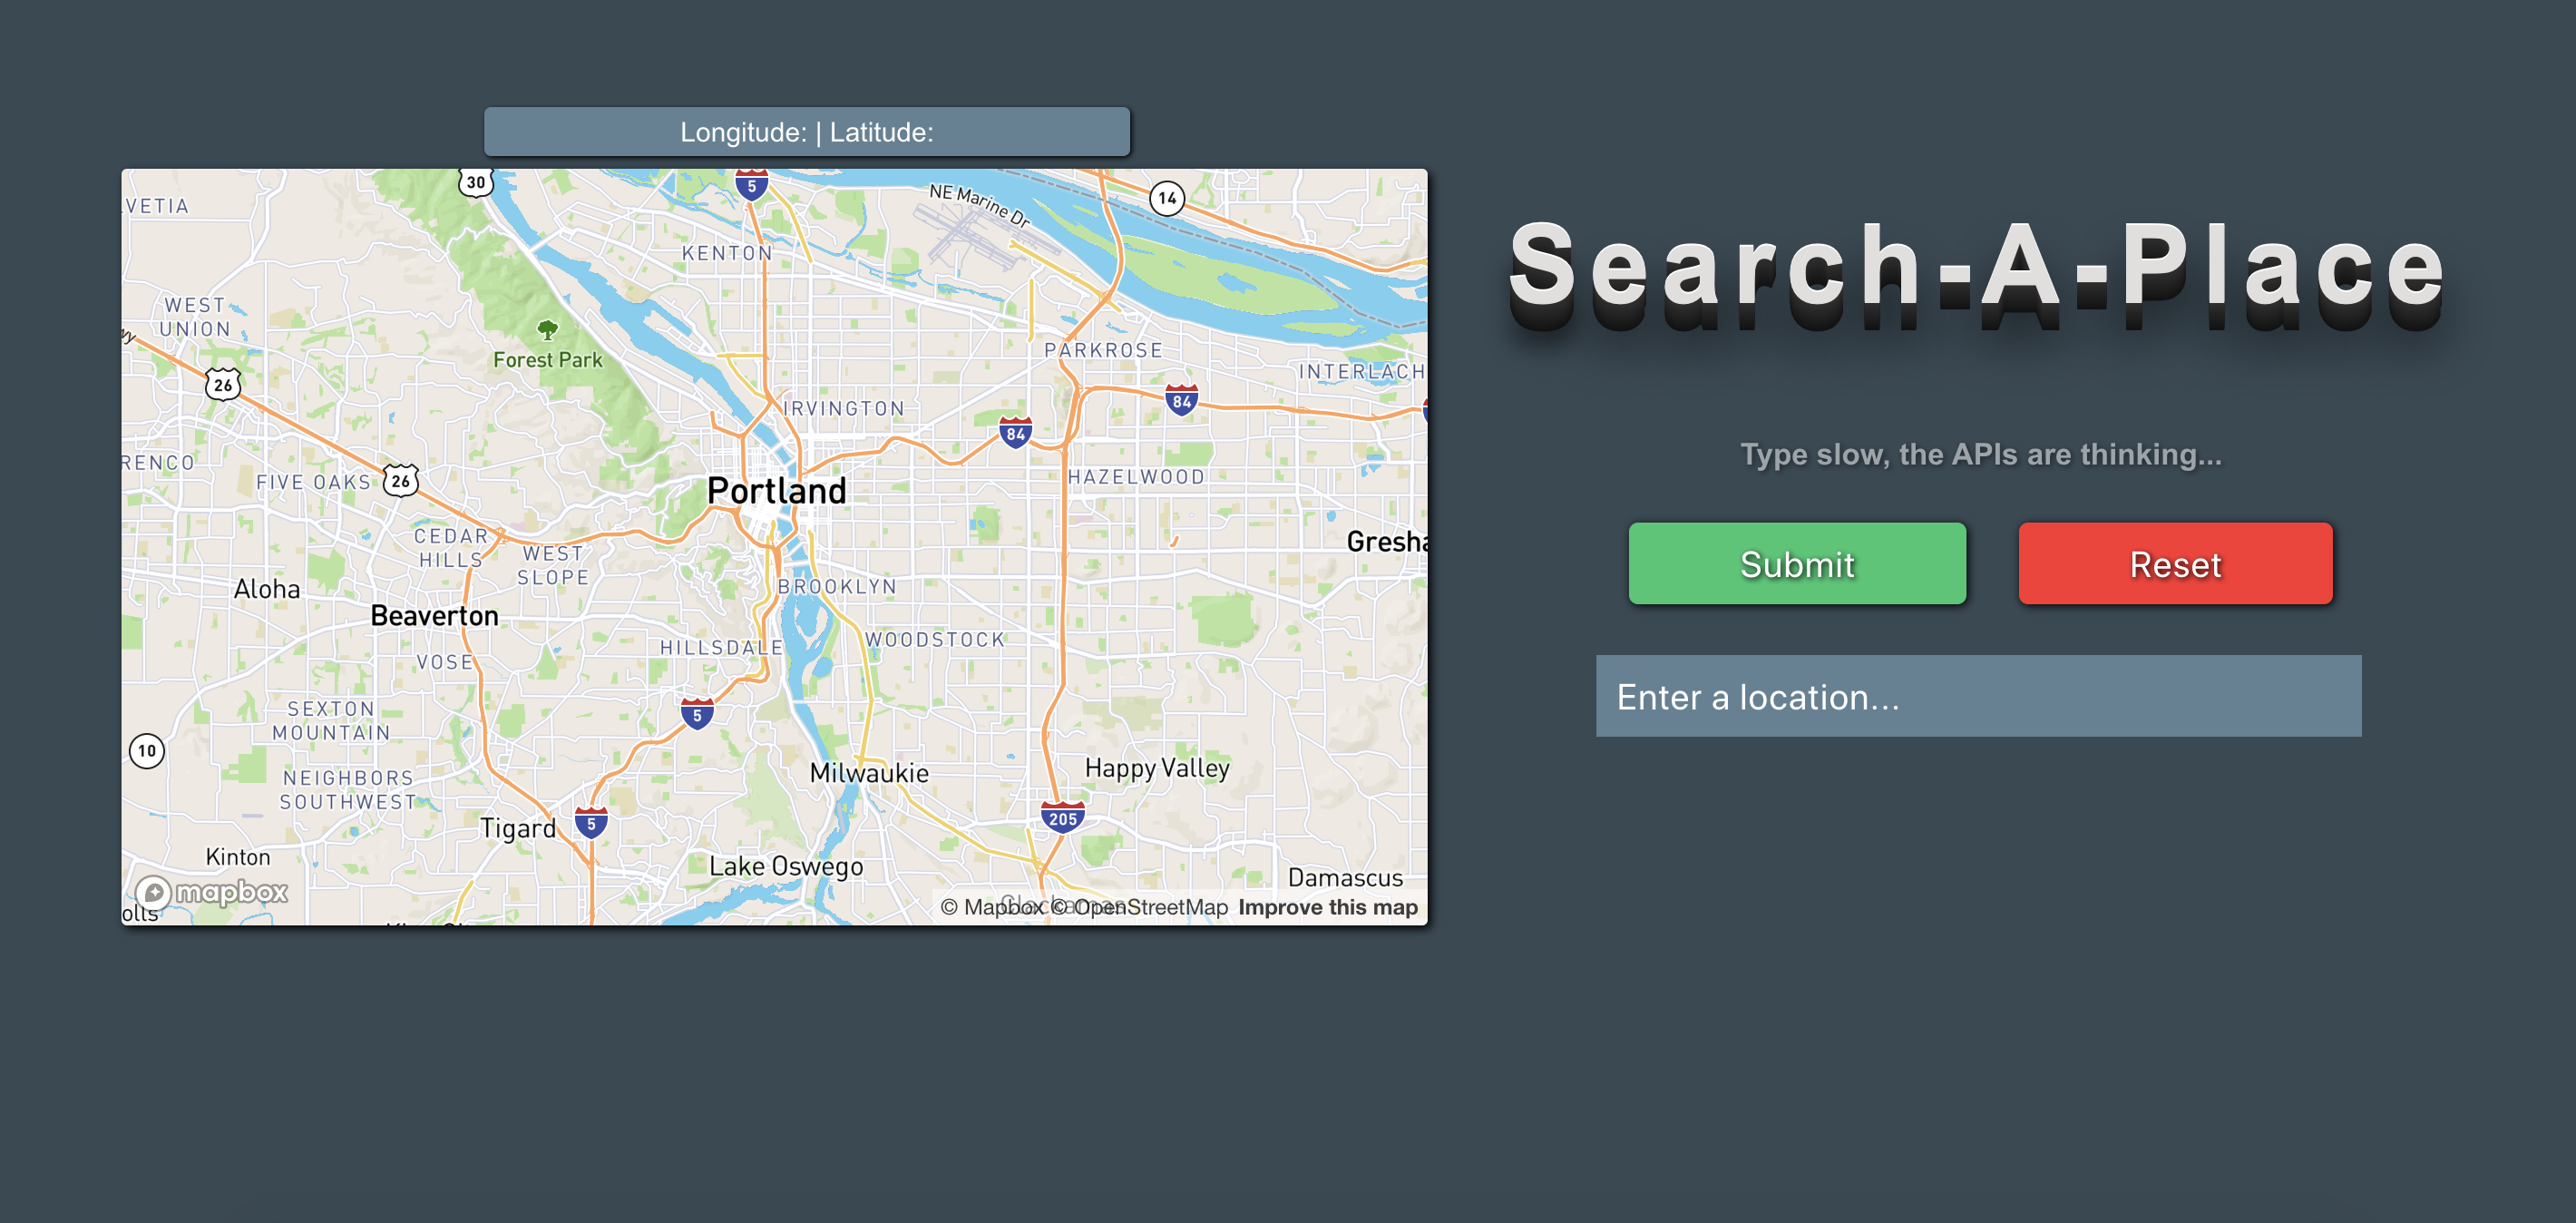 Longitude: | Latitude:
30
5
14
NE Marine Dr
VETIA
KENTON
WEST
UNION
Forest Park
PARKROSE
INTERLACH
26
84
IRVINGTON
84
RENCO
FIVE OAKS
26
HAZELWOOD
Portland
CEDAR
HILLS
WEST
SLOPE
Gresha
Aloha
BROOKLYN
Beaverton
HILLSDALE
WOODSTOCK
VOSE
SEXTON
MOUNTAIN
5
10
NEIGHBORS
SOUTHWEST
Milwaukie
Happy Valley
Tigard
5
205
Kinton
Lake Oswego
Damascus
mapbox
olls
© Mapbox © OpenStreetMap Improve this map
Search-A-Place
Type slow, the APIs are thinking...
Submit
Reset
Enter a location...